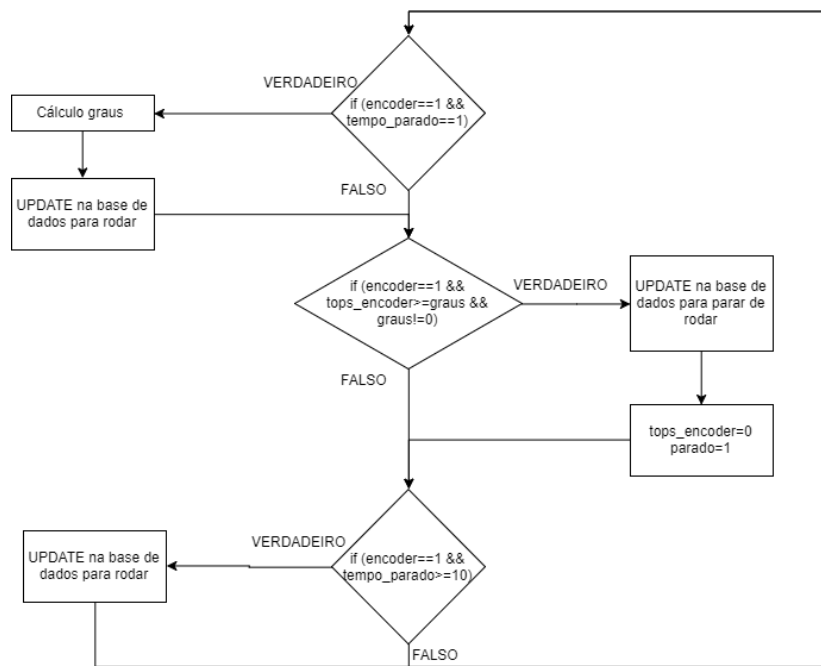 VERDADEIRO
if (encoder==1 &&
tempo_parado==1)
Cálculo graus
FALSO
UPDATE na base de
dados para rodar
if (encoder==1 &&
tops_encoder>=graus &&
graus!=0)
VERDADEIRO
UPDATE na base de
dados para parar de
rodar
FALSO
tops_encoder=0
parado=1
if (encoder==1 &&
tempo_parado>=10)
VERDADEIRO
UPDATE na base de
dados para rodar
FALSO